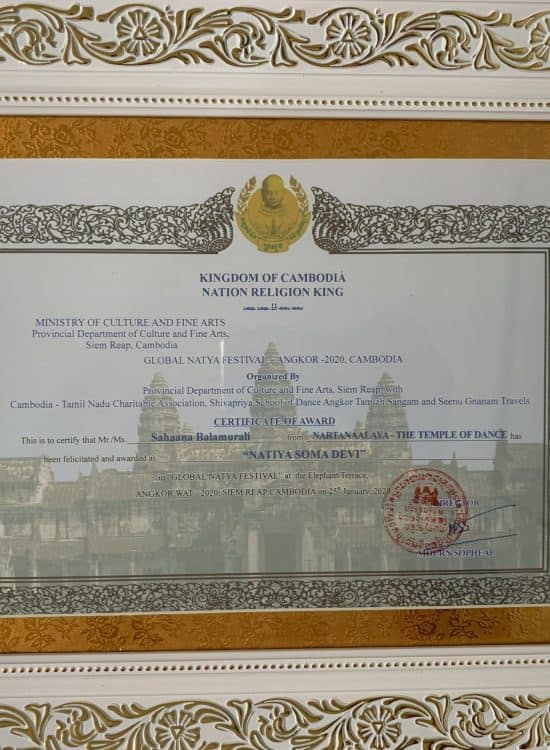 KINGDOM OF CAMBODIA
NATION RELIGION KING
MINISTRY OF CULTURE AND FINE ARTS
Provincial Department of Culture and Fine Arts,
Siem Reap, Cambodia
GLOBAL NATYA FESTIVAL - ANGKOR -2020, CAMBODIA
Organized By
Provincial Department of Culture and Fine Arts, Siem Reap, with
Cambodia - Tamil Nadu Charitable Association, Shivapriya School of Dance Angkor Tamizh Sangam and Seenu Gnanam Travels
CERTIFICATE OF AWARD
This is to certify that Mr./Ms. Sahaana Balamurali from NARTANAALAYA - THE TEMPLE OF DANCE has
been felicitated and awarded as "NATIYA SOMA DEVI"
in "GLOBAL NATYA FESTIVAL" at the Elephant Terrace,
ANGKOR WAT -2020, SIEM REAP, CAMBODIA on 25th January, 2020
DIRECTOR
MOURN SOPHEAP